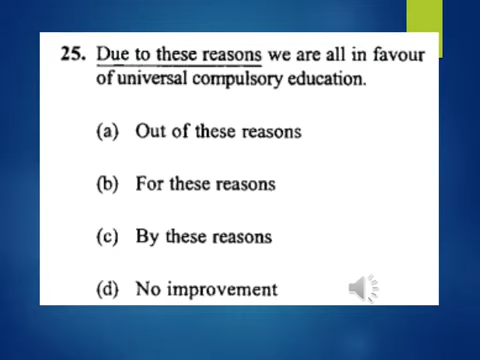 25. Due to these reasons we are all in favour
of universal compulsory education.
(a) Out of these reasons
(b) For these reasons
(c) By these reasons
(d) No improvement